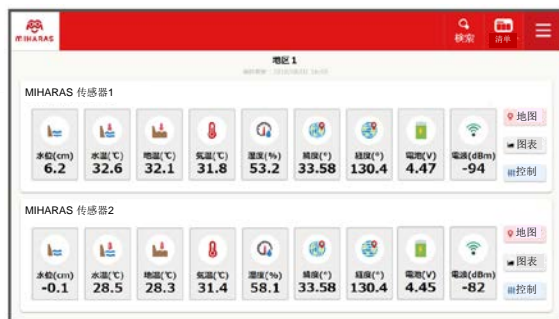 MIHARAS
検索
清单
地区 1
MIHARAS 传感器1
水位(cm) 水温(℃) 地温(℃) 気温(℃) 湿度(%) 緯度(°) 経度(°) 電池(V) 電波(dBm)
6.2 32.6 32.1 31.8 53.2 33.58 130.4 4.47 -94
地图
图表
控制
MIHARAS 传感器2
水位(cm) 水温(℃) 地温(℃) 気温(℃) 湿度(%) 緯度(°) 経度(°) 電池(V) 電波(dBm)
-0.1 28.5 28.3 31.4 58.1 33.58 130.4 4.45 -82
地图
图表
控制